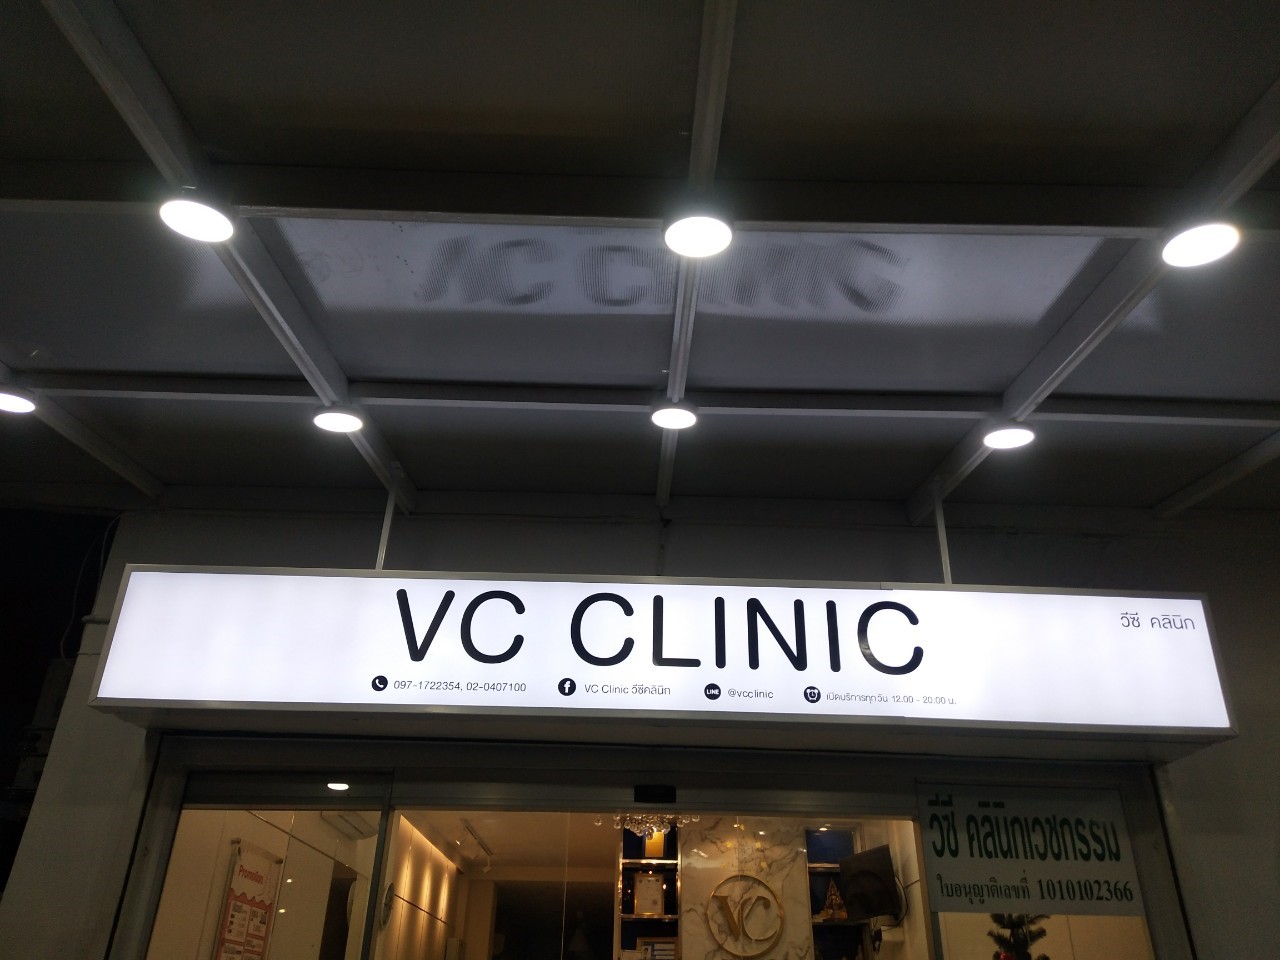 VC CLINIC
วีซี คลินิก
097-1722354, 02-0407100
VC Clinic วีซีคลินิก
LINE @vcclinic
เปิดบริการทุกวัน 12.00 - 20.00 น.
วีซี คลินิกเวชกรรม
ใบอนุญาติเลขที่ 1010102366
Promotion
VC